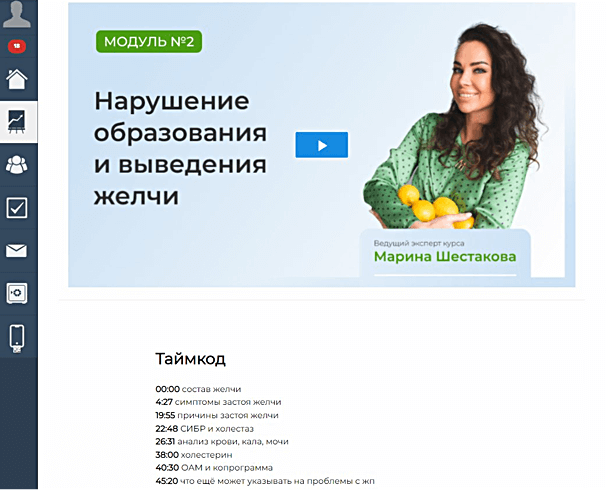 18
МОДУЛЬ №2
Нарушение
образования
и выведения
желчи
Ведущий эксперт курса
Марина Шестакова
Таймкод
00:00 состав желчи
4:27 симптомы застоя желчи
19:55 причины застоя желчи
22:48 СИБР и холестаз
26:31 анализ крови, кала, мочи
38:00 холестерин
40:30 ОАМ и копрограмма
45:20 что ещё может указывать на проблемы с жп